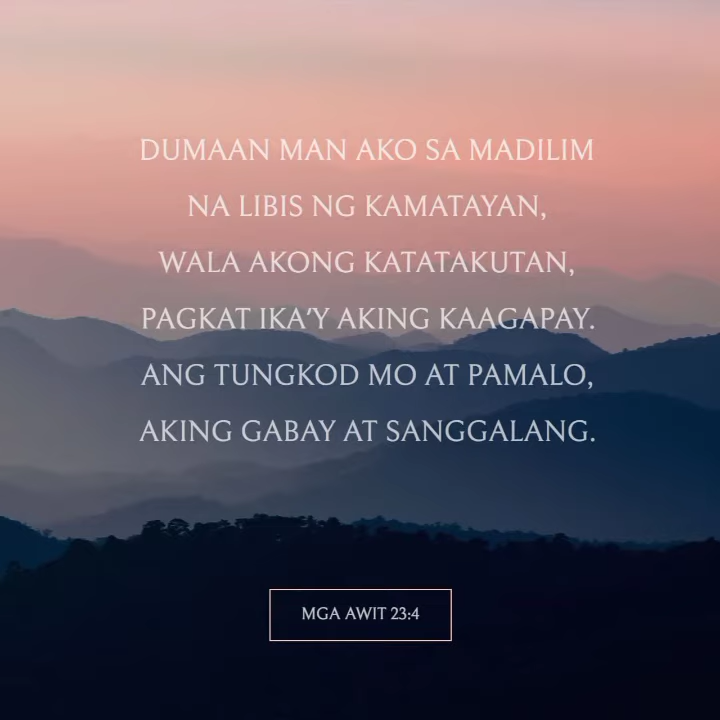 DUMAAN MAN AKO SA MADILIM
NA LIBIS NG KAMATAYAN,
WALA AKONG KATATAKUTAN,
PAGKAT IKA'Y AKING KAAGAPAY.
ANG TUNGKOD MO AT PAMALO,
AKING GABAY AT SANGGALANG.
MGA AWIT 23:4